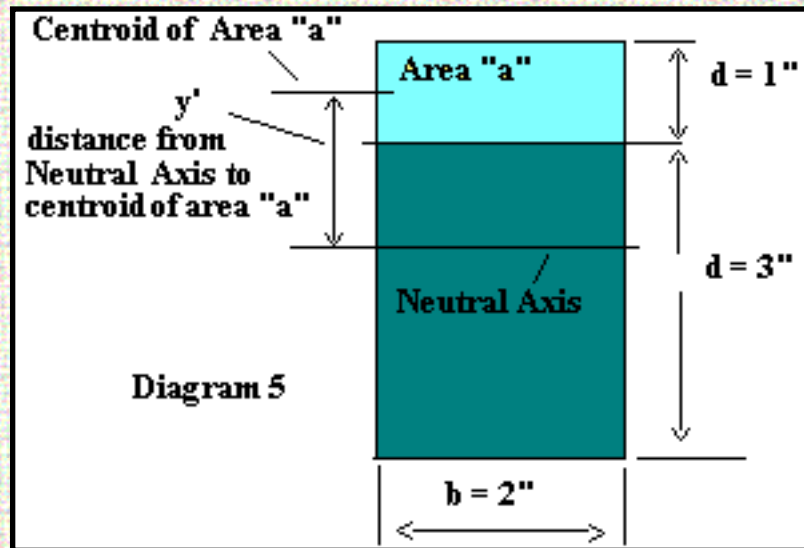 Centroid of Area "a"
Area "a"
d = 1"
y'
distance from
Neutral Axis to
centroid of area "a"
d = 3"
Neutral Axis
Diagram 5
b = 2"